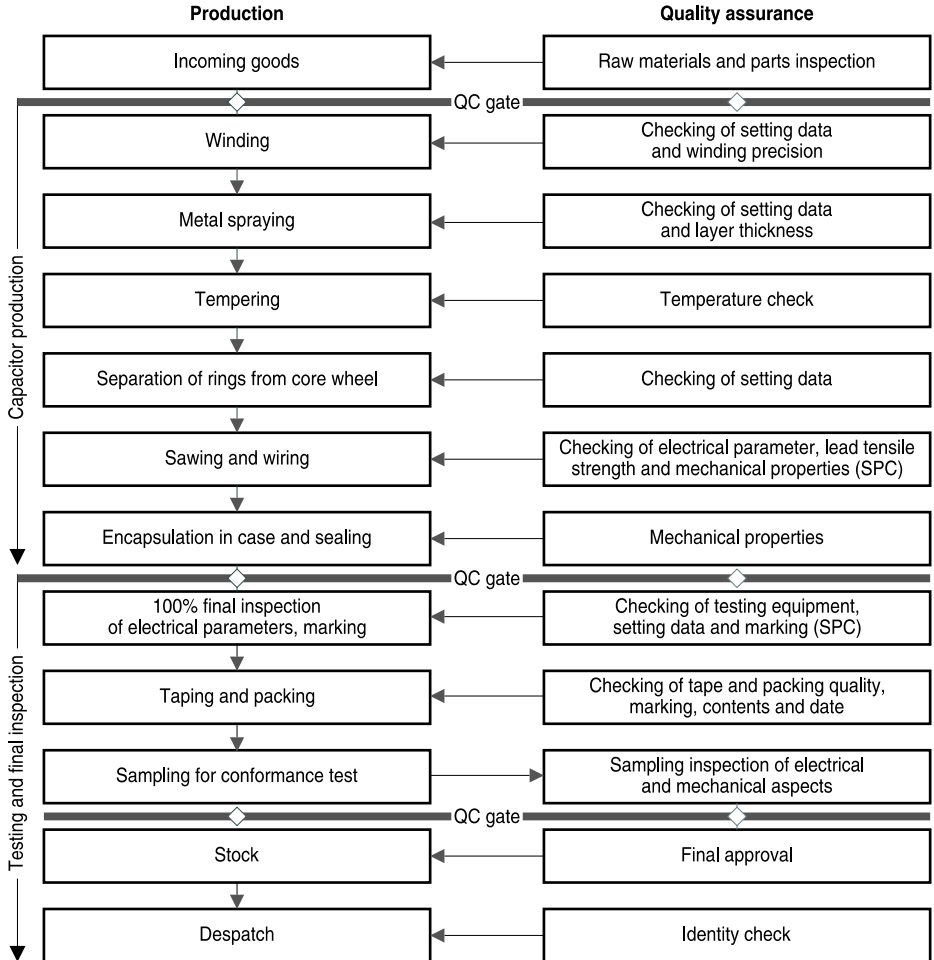 Production
Quality assurance
Incoming goods
Raw materials and parts inspection
QC gate
Winding
Checking of setting data
and winding precision
Metal spraying
Checking of setting data
and layer thickness
Tempering
Temperature check
Capacitor production
Separation of rings from core wheel
Checking of setting data
Sawing and wiring
Checking of electrical parameter, lead tensile
strength and mechanical properties (SPC)
Encapsulation in case and sealing
Mechanical properties
QC gate
100% final inspection
of electrical parameters, marking
Checking of testing equipment,
setting data and marking (SPC)
Taping and packing
Checking of tape and packing quality,
marking, contents and date
Testing and final inspection
Sampling for conformance test
Sampling inspection of electrical
and mechanical aspects
QC gate
Stock
Final approval
Despatch
Identity check